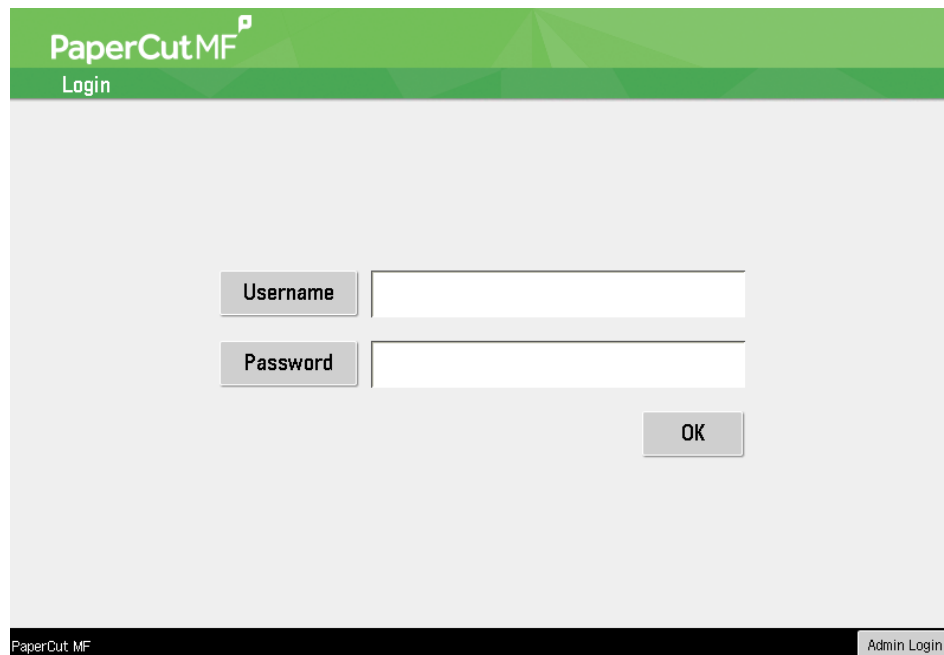 PaperCutMF
Login
Username
Password
OK
PaperCut MF
Admin Login